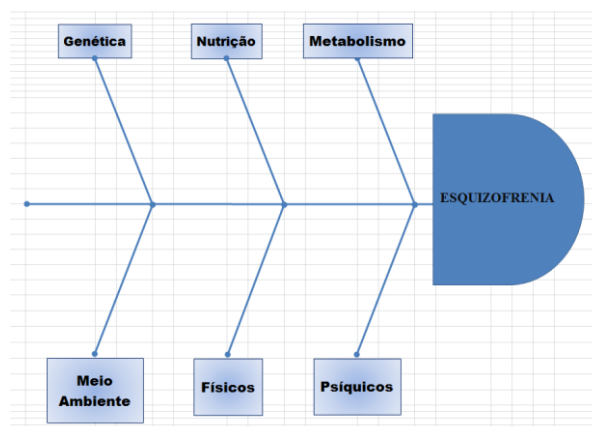 Genética
Nutrição
Metabolismo
ESQUIZOFRENIA
Meio
Ambiente
Físicos
Psíquicos